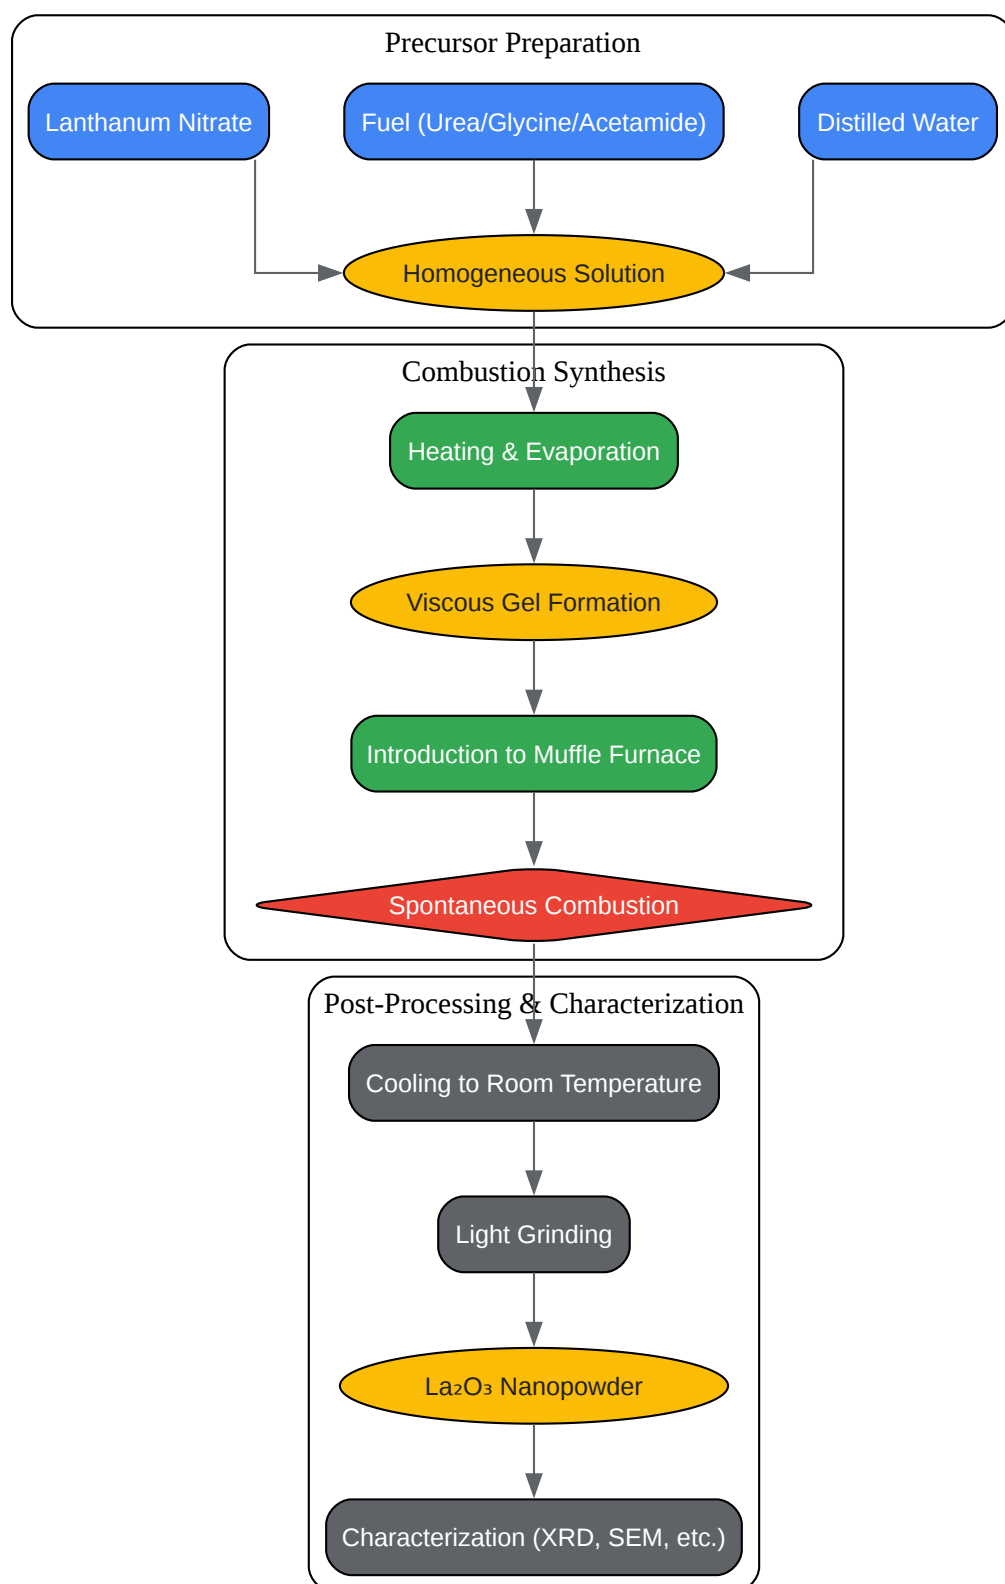 Precursor Preparation
Lanthanum Nitrate
Fuel (Urea/Glycine/Acetamide)
Distilled Water
Homogeneous Solution
Combustion Synthesis
Heating & Evaporation
Viscous Gel Formation
Introduction to Muffle Furnace
Spontaneous Combustion
Post-Processing & Characterization
Cooling to Room Temperature
Light Grinding
La₂O₃ Nanopowder
Characterization (XRD, SEM, etc.)